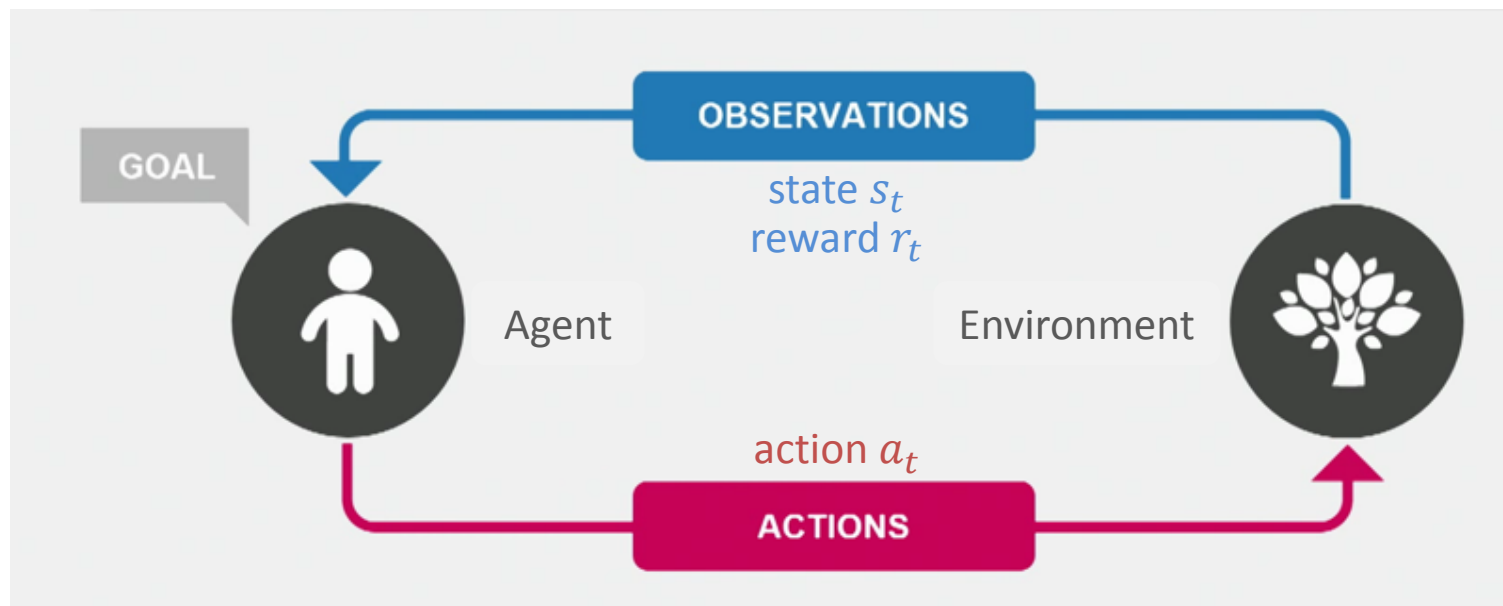 OBSERVATIONS
GOAL
state s_t
reward r_t
Agent
Environment
action a_t
ACTIONS